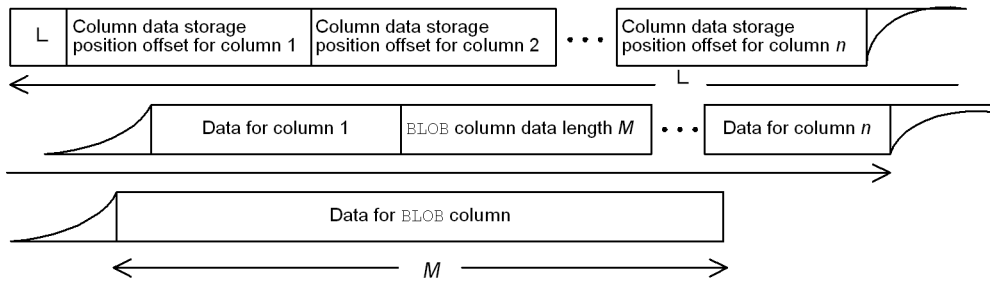 L
Column data storage
position offset for column 1
Column data storage
position offset for column 2
• • •
Column data storage
position offset for column n
L
Data for column 1
BLOB column data length M
• • •
Data for column n
Data for BLOB column
M